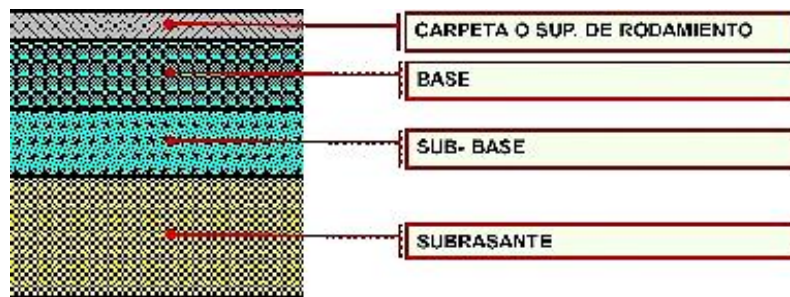 CARPETA O SUP. DE RODAMIENTO
BASE
SUB- BASE
SUBRASANTE